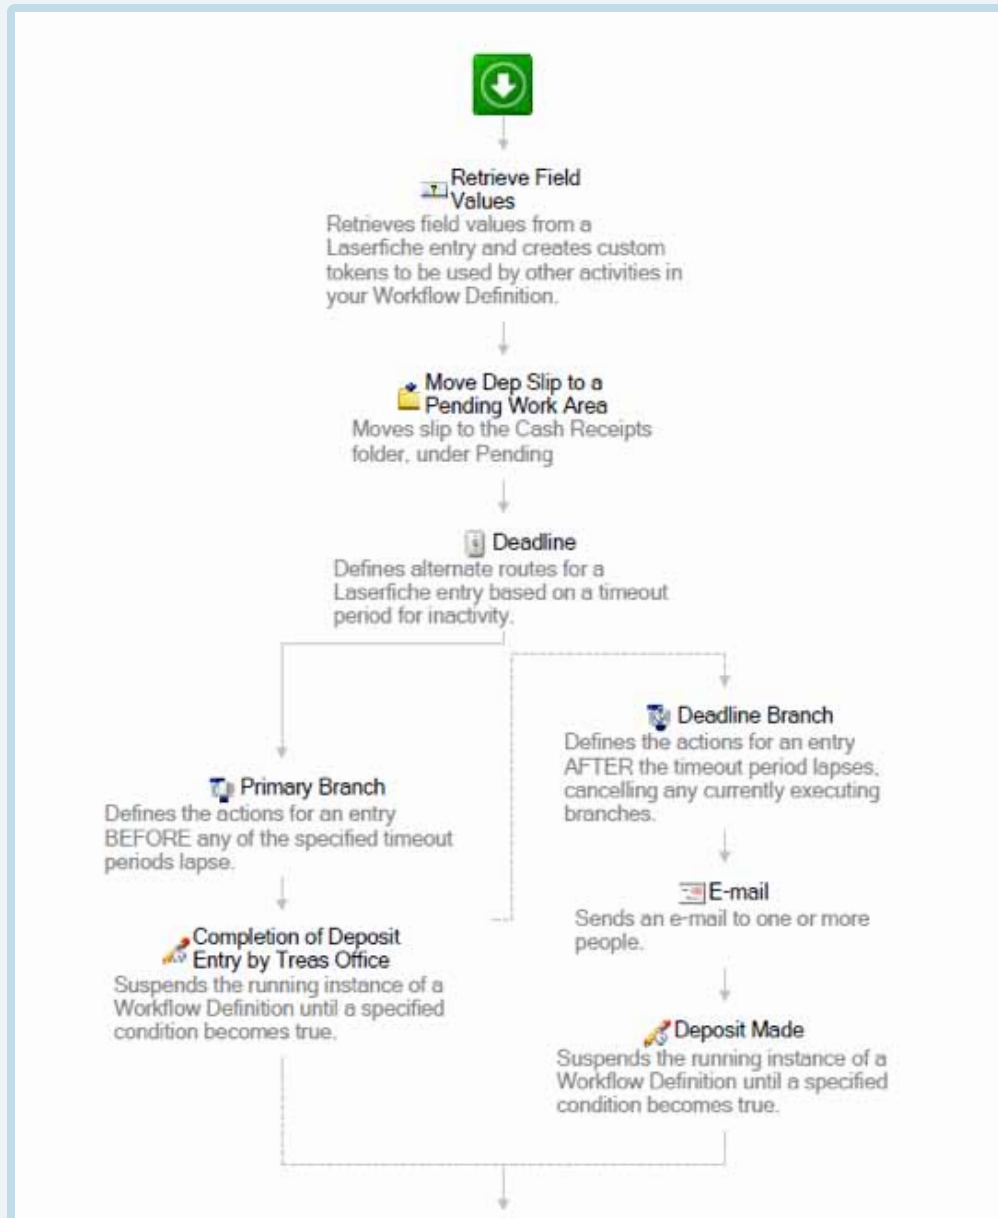 Retrieve Field
Values
Retrieves field values from a
Laserfiche entry and creates custom
tokens to be used by other activities in
your Workflow Definition.
Move Dep Slip to a
Pending Work Area
Moves slip to the Cash Receipts
folder, under Pending
Deadline
Defines alternate routes for a
Laserfiche entry based on a timeout
period for inactivity.
Primary Branch
Defines the actions for an entry
BEFORE any of the specified timeout
periods lapse.
Completion of Deposit
Entry by Treas Office
Suspends the running instance of a
Workflow Definition until a specified
condition becomes true.
Deadline Branch
Defines the actions for an entry
AFTER the timeout period lapses,
cancelling any currently executing
branches.
E-mail
Sends an e-mail to one or more
people.
Deposit Made
Suspends the running instance of a
Workflow Definition until a specified
condition becomes true.